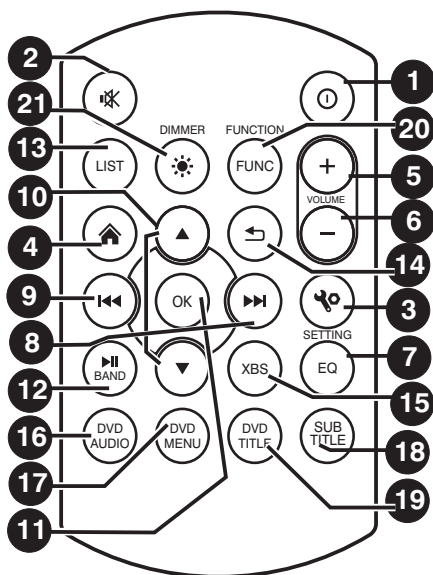 2
1
21
DIMMER
FUNCTION
20
13
LIST
FUNC
+
5
10
VOLUME
6
4
−
14
9
OK
3
8
SETTING
7
12
BAND
XBS
EQ
15
16
DVD
AUDIO
DVD
MENU
DVD
TITLE
SUB
TITLE
18
17
19
11